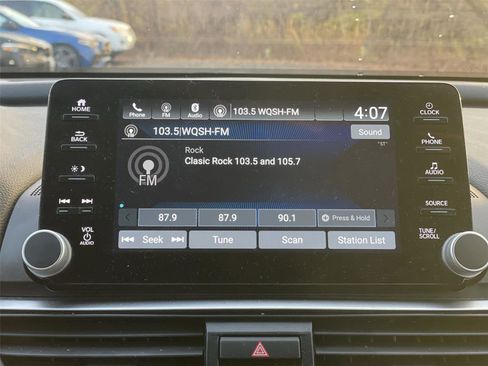 HOME
BACK
VOL
AUDIO
Phone FM Audio 103.5 WQSH-FM 4:07
103.5|WQSH-FM Sound
Rock "ST"
Clasic Rock 103.5 and 105.7
FM
87.9 87.9 90.1 Press & Hold
Seek Tune Scan Station List
CLOCK
PHONE
AUDIO
SOURCE
TUNE/
SCROLL